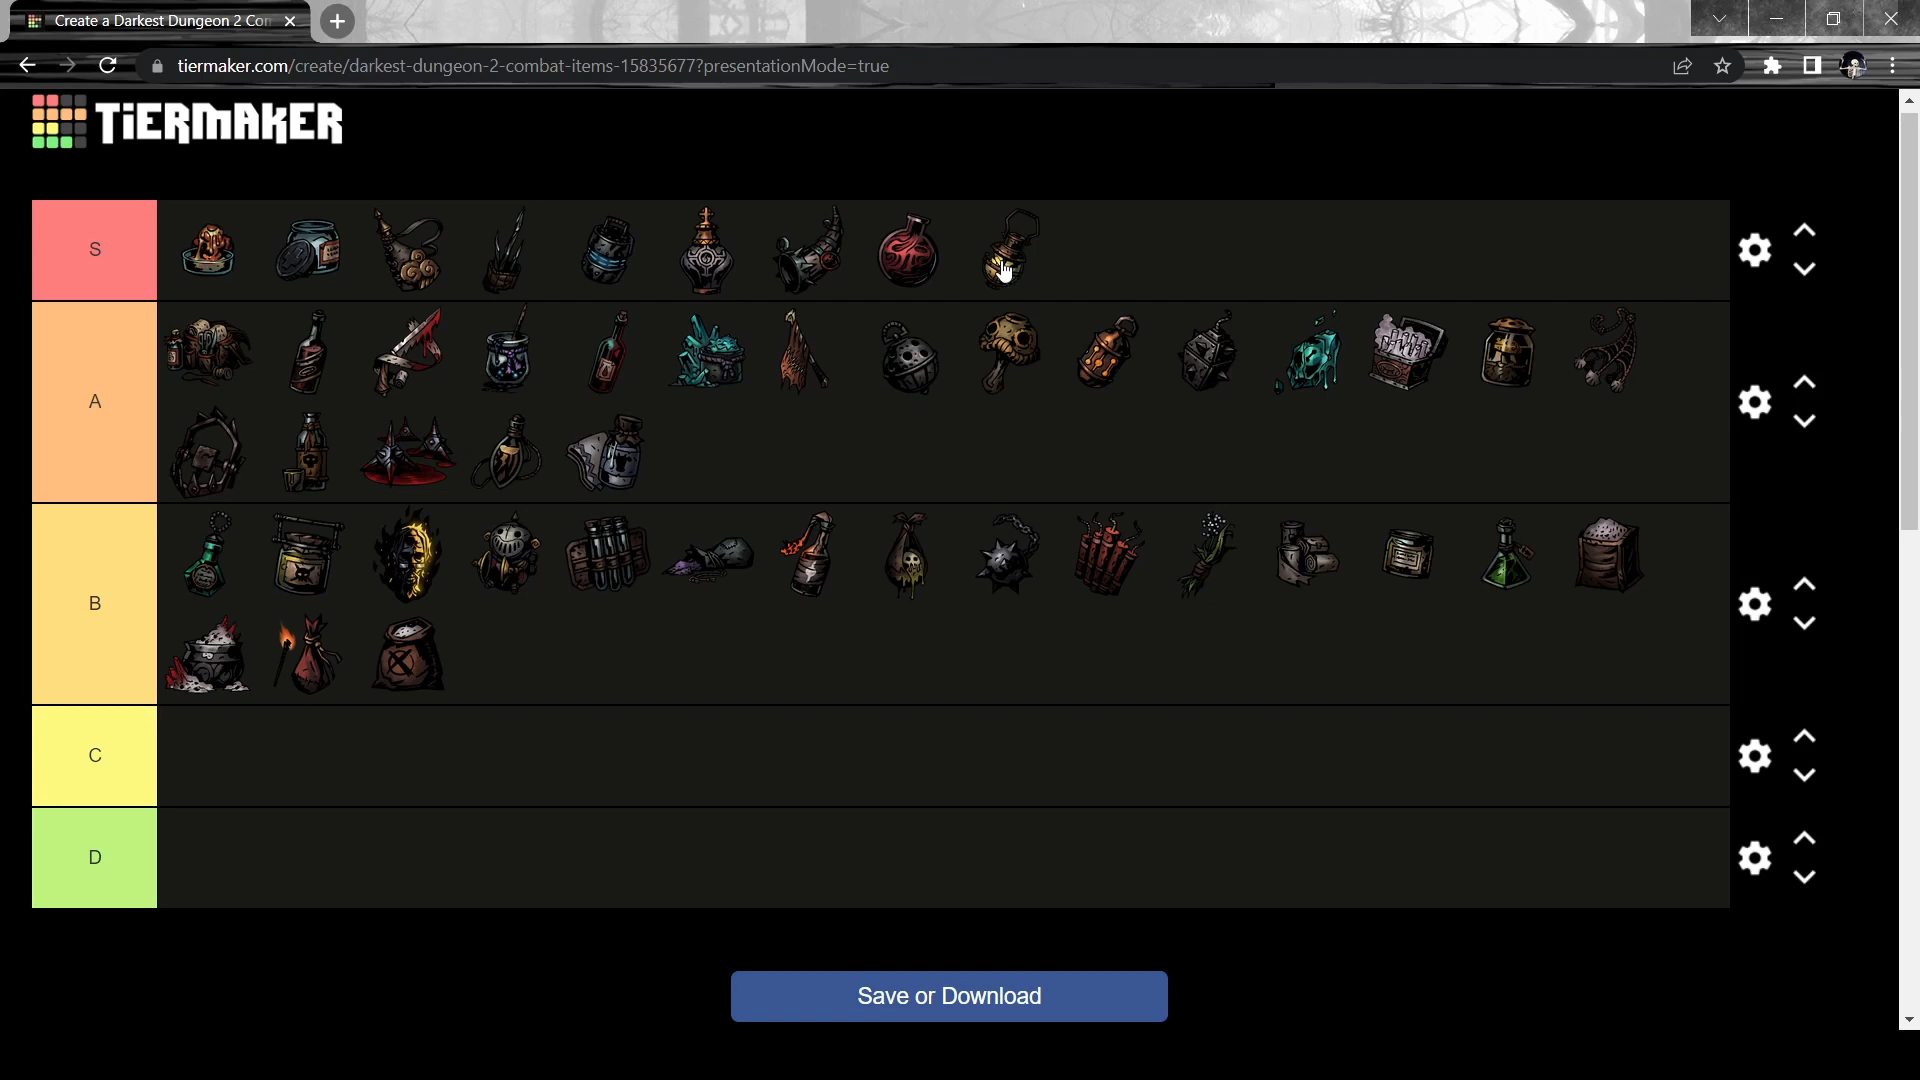 Create a Darkest Dungeon 2 Con
tiermaker.com/create/darkest-dungeon-2-combat-items-15835677?presentationMode=true
TiERMAKER
S
A
B
C
D
Save or Download